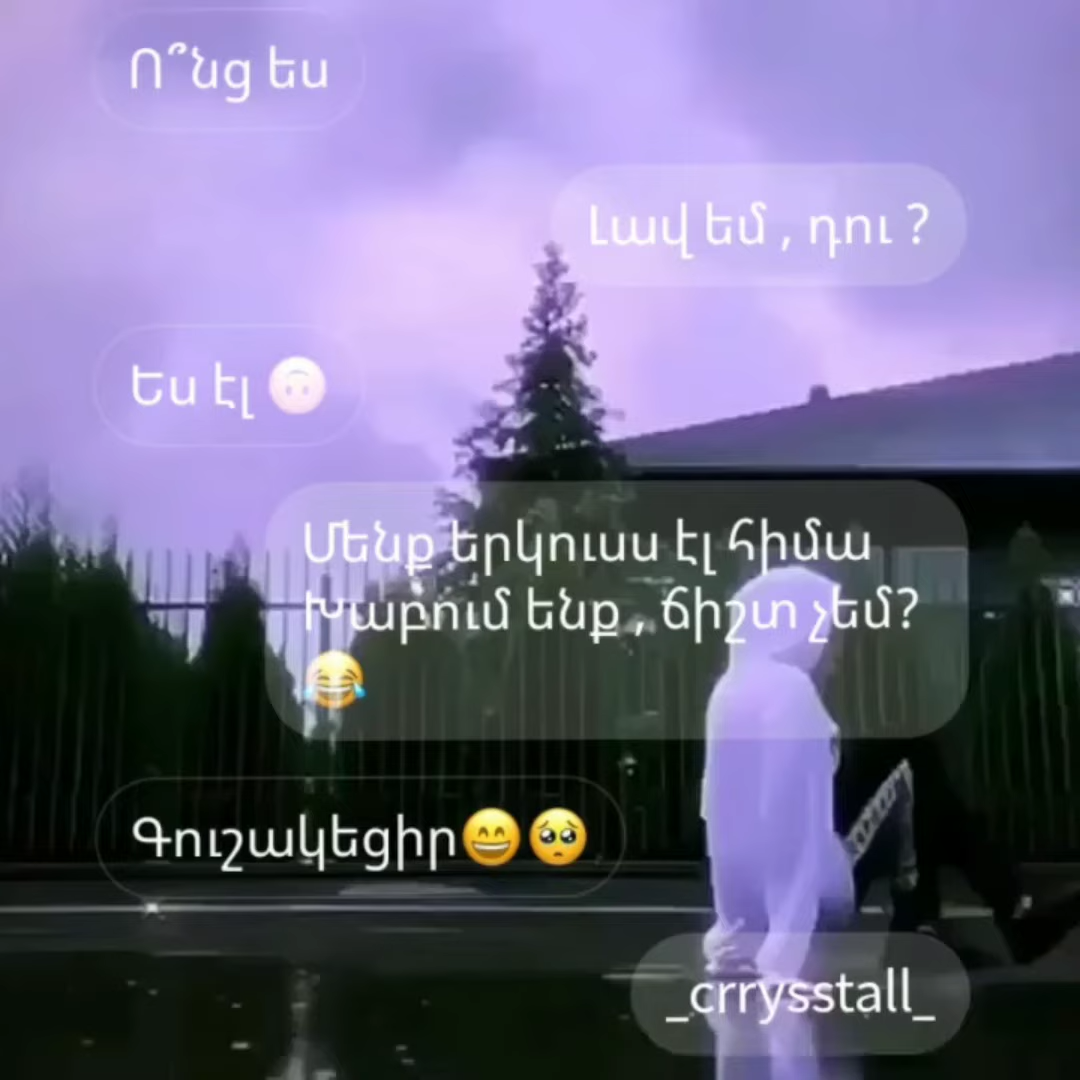 Ո՞նց ես
Լավ եմ , դու ?
Ես էլ 🙃
Մենք երկուսս էլ հիմա
Խաբում ենք , ճիշտ չեմ?
😂
Գուշակեցիր😄🥺
_crrysstall_